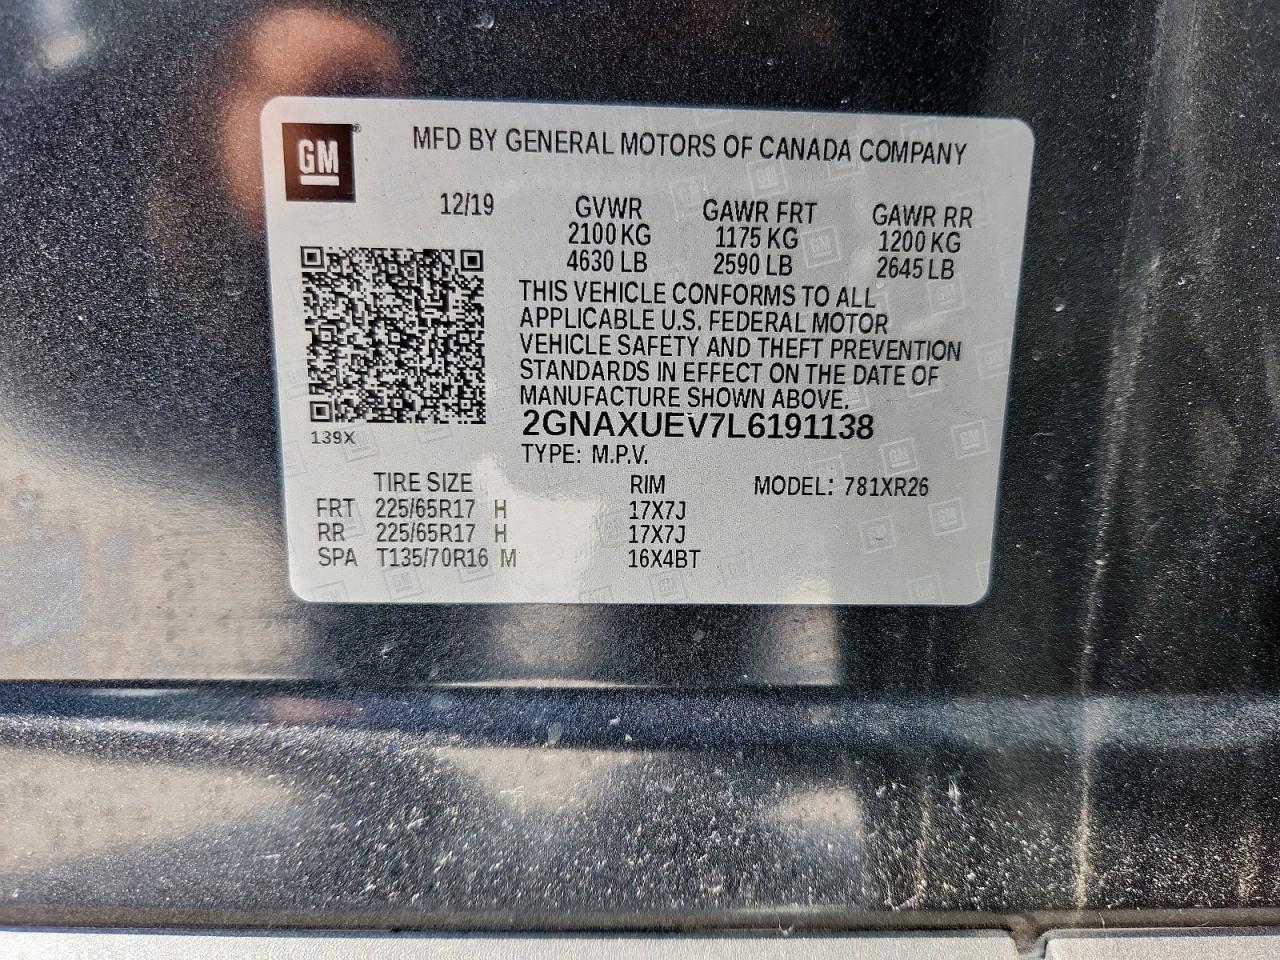 GM®
MFD BY GENERAL MOTORS OF CANADA COMPANY
12/19 GVWR GAWR FRT GAWR RR
2100 KG 1175 KG 1200 KG
4630 LB 2590 LB 2645 LB
THIS VEHICLE CONFORMS TO ALL
APPLICABLE U.S. FEDERAL MOTOR
VEHICLE SAFETY AND THEFT PREVENTION
STANDARDS IN EFFECT ON THE DATE OF
MANUFACTURE SHOWN ABOVE.
2GNAXUEV7L6191138
139X
TYPE: M.P.V.
TIRE SIZE RIM MODEL: 781XR26
FRT 225/65R17 H 17X7J
RR 225/65R17 H 17X7J
SPA T135/70R16 M 16X4BT